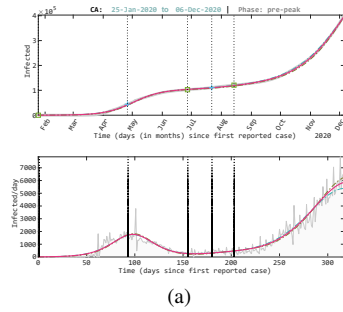 CA: 25-Jan-2020 to 06-Dec-2020 | Phase: pre-peak
×10⁵
Infected
4
3
2
1
0
Feb Mar Apr May Jun Jul Aug Sep Oct Nov Dec
Time (days (in months) since first reported case) 2020
Infected/day
7000
6000
5000
4000
3000
2000
1000
0
0 50 100 150 200 250 300
Time (days since first reported case)
(a)